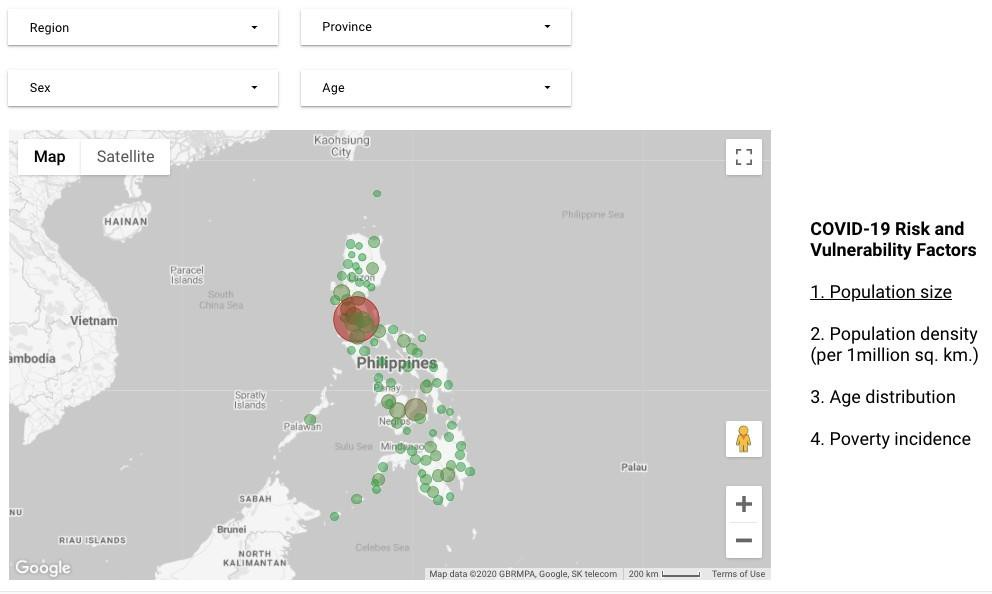 Region
Province
Sex
Age
Map
Satellite
Kaohsiung
City
HAINAN
Philippine Sea
Paracel
Islands
Luzon
South
China Sea
Vietnam
ambodia
Philippines
Panay
Spratly
Islands
Negros
Palawan
Sulu Sea
Mindanao
Palau
SABAH
NU
Brunei
RIAU ISLANDS
NORTH
KALIMANTAN
Celebes Sea
Google
Map data ©2020 GBRMPA, Google, SK telecom
200 km
Terms of Use
COVID-19 Risk and
Vulnerability Factors
1. Population size
2. Population density
(per 1million sq. km.)
3. Age distribution
4. Poverty incidence